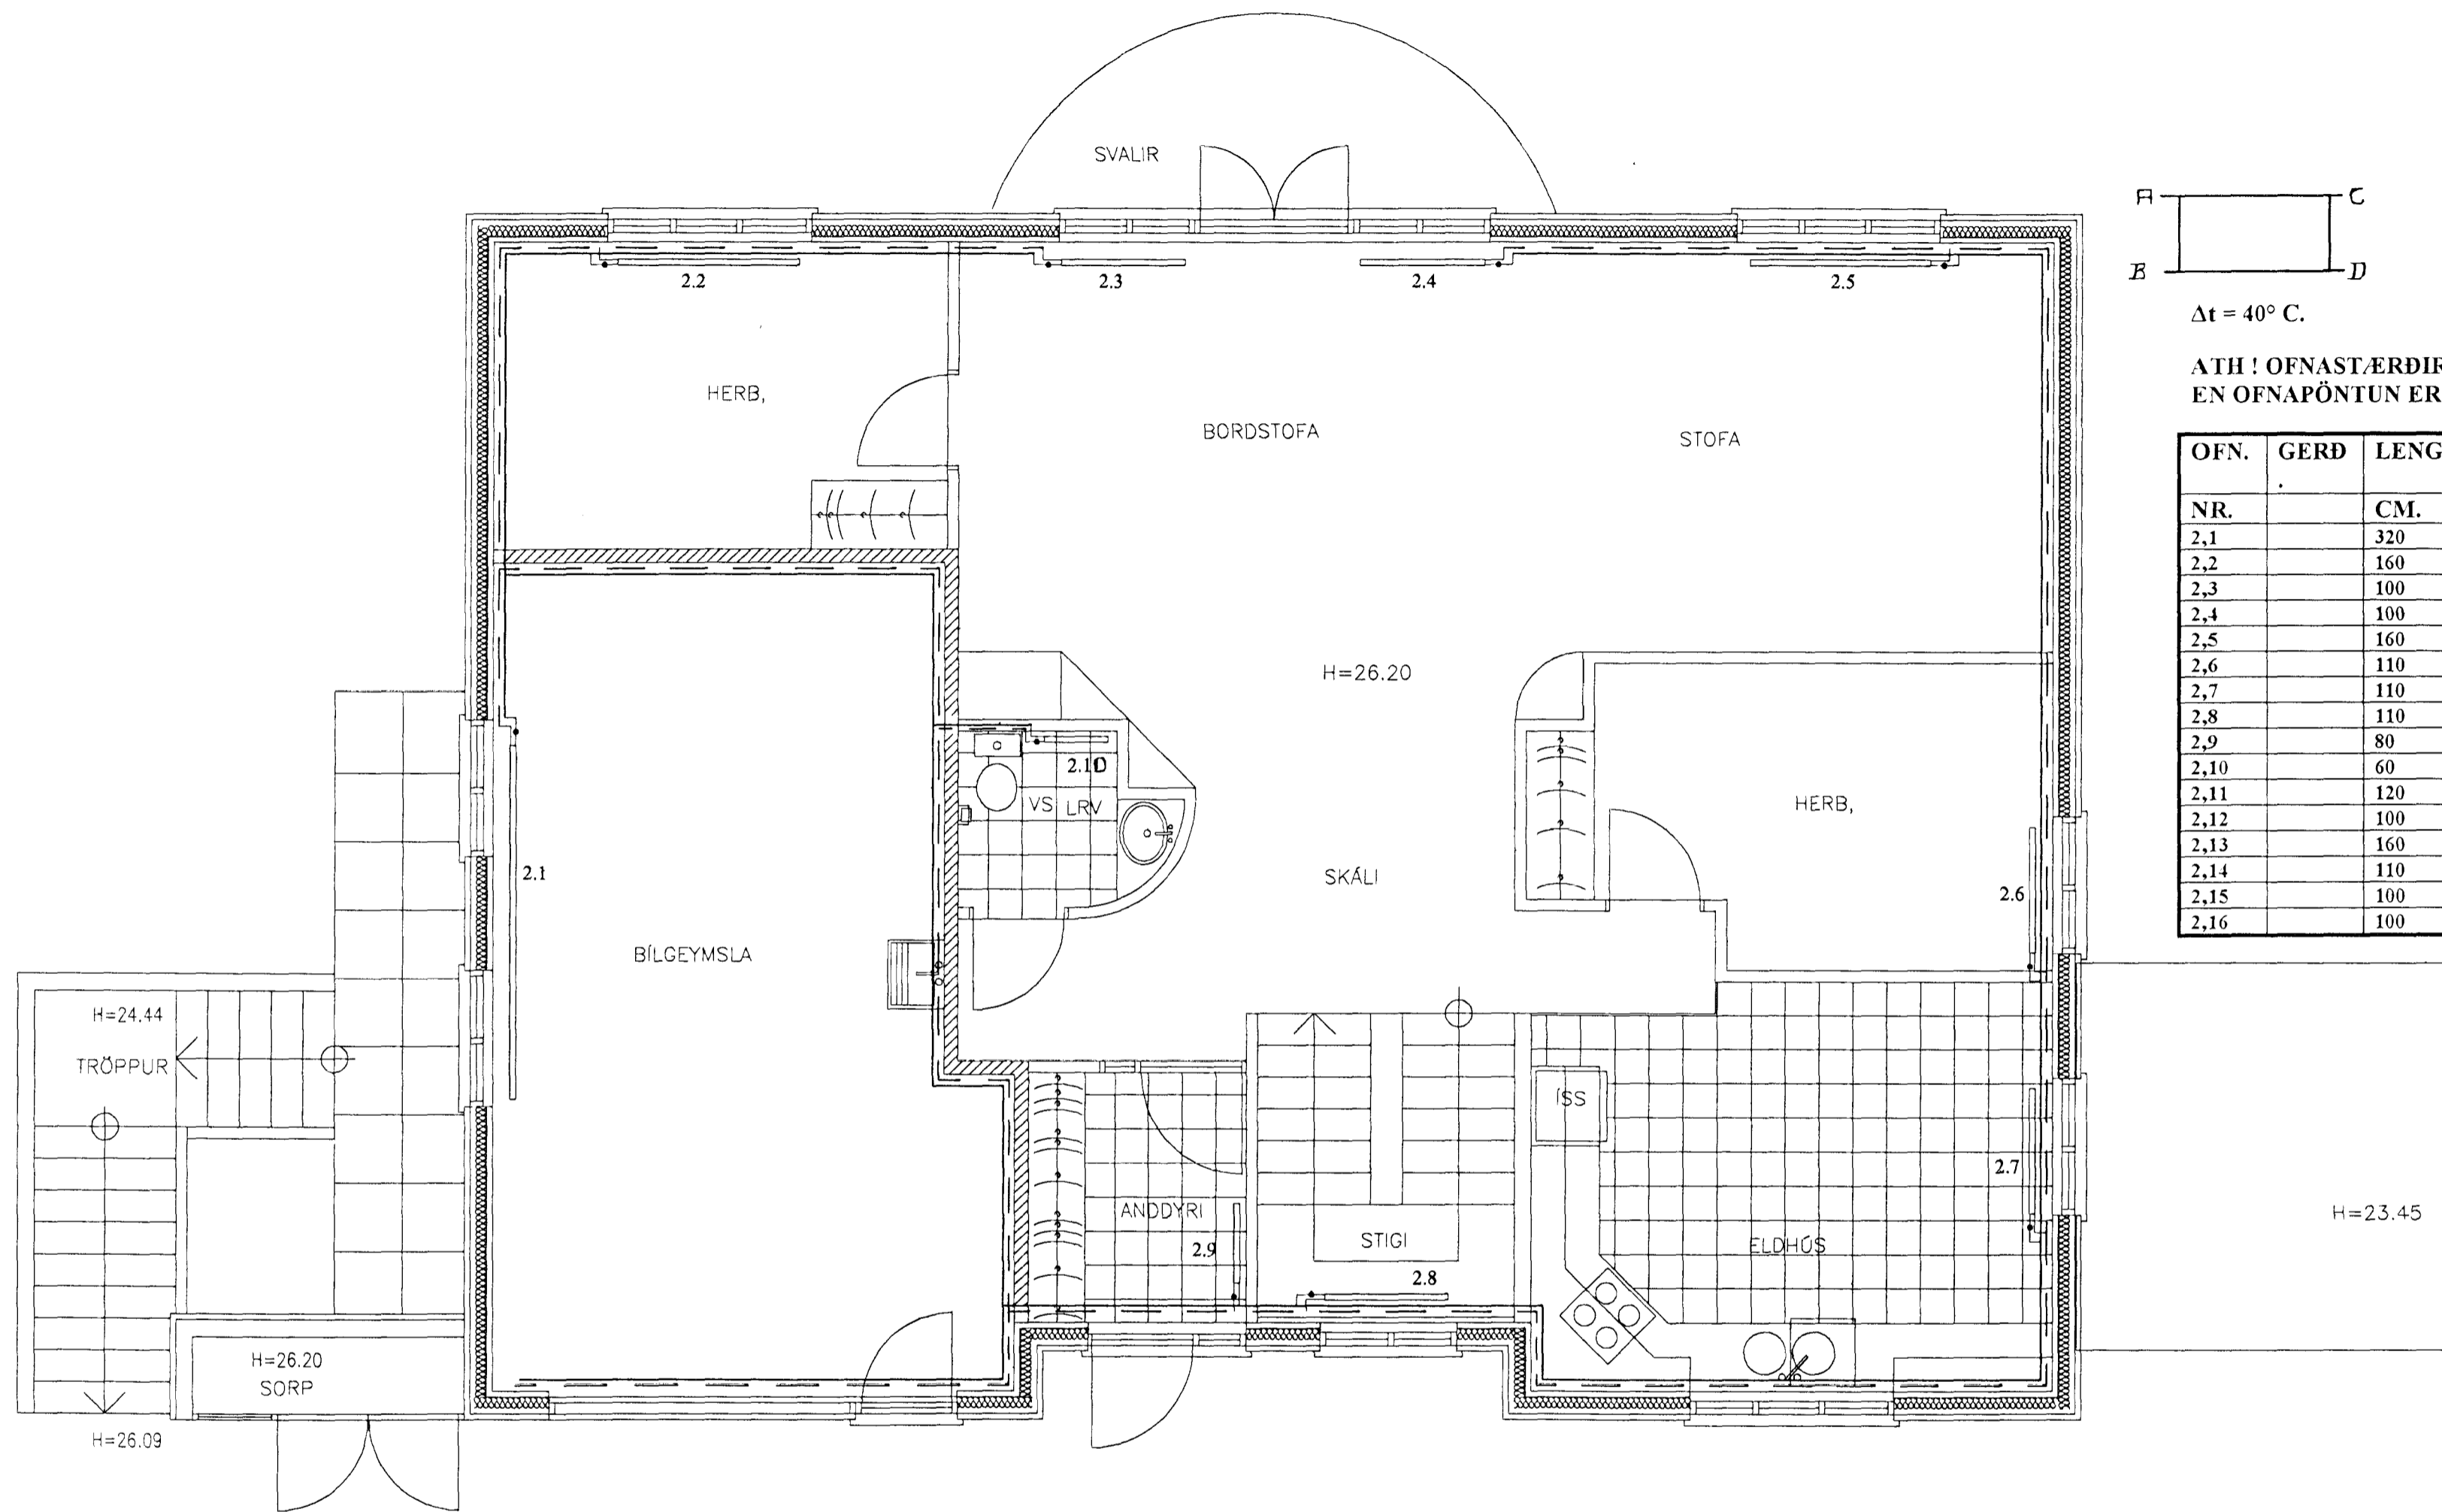 SVALIR
A C
B D
Δt = 40° C.
ATH ! OFNASTÆRÐIR
EN OFNAPÖNTUN ER
OFN. GERÐ LENG
NR. CM.
2,1 320
2,2 160
2,3 100
2,4 100
2,5 160
2,6 110
2,7 110
2,8 110
2,9 80
2,10 60
2,11 120
2,12 100
2,13 160
2,14 110
2,15 100
2,16 100
2.2
2.3
2.4
2.5
HERB,
BORDSTOFA
STOFA
H=26.20
2.10
VS LRV
HERB,
2.1
SKÁLI
2.6
BÍLGEYMSLA
H=24.44
TRÖPPUR
ÍSS
2.7
ANDDYRI
2.9
STIGI
2.8
ELDHÚS
H=23.45
H=26.20
SORP
H=26.09